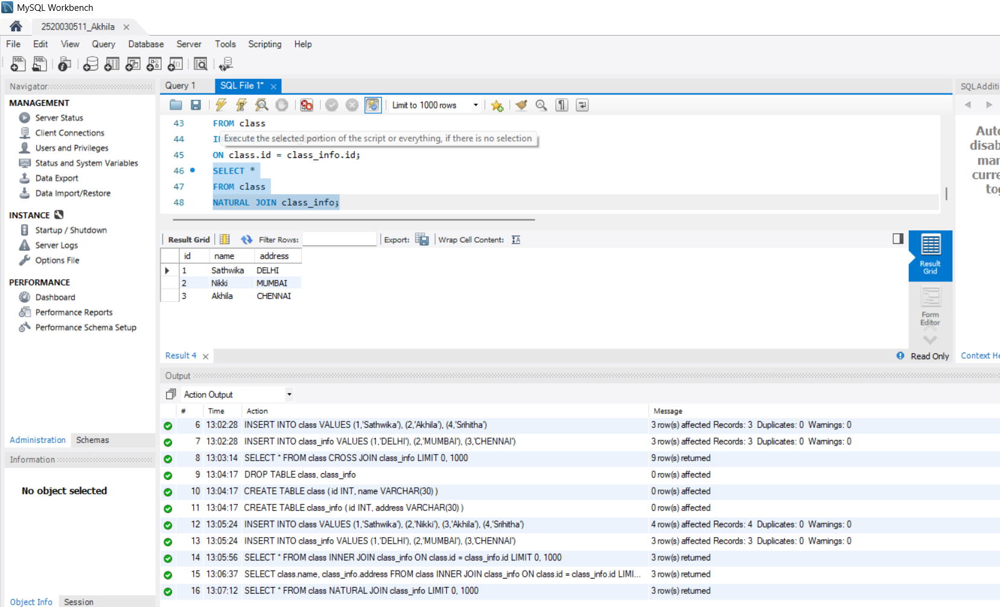 MySQL Workbench
2520030511_Akhila
File Edit View Query Database Server Tools Scripting Help
Navigator
MANAGEMENT
Server Status
Client Connections
Users and Privileges
Status and System Variables
Data Export
Data Import/Restore
INSTANCE
Startup / Shutdown
Server Logs
Options File
PERFORMANCE
Dashboard
Performance Reports
Performance Schema Setup
Administration Schemas
Information
No object selected
Object Info Session
Query 1 SQL File 1*
Limit to 1000 rows
43 FROM class
44
Execute the selected portion of the script or everything, if there is no selection
45 ON class.id = class_info.id;
46 SELECT *
47 FROM class
48 NATURAL JOIN class_info;
Result Grid Filter Rows: Export: Wrap Cell Content:
id name address
1 Sathwika DELHI
2 Nikki MUMBAI
3 Akhila CHENNAI
Result Grid
Form Editor
Result 4 Read Only
Output
Action Output
# Time Action Message
6 13:02:28 INSERT INTO class VALUES (1,'Sathwika'), (2,'Akhila'), (4,'Srihitha') 3 row(s) affected Records: 3 Duplicates: 0 Warnings: 0
7 13:02:28 INSERT INTO class_info VALUES (1,'DELHI'), (2,'MUMBAI'), (3,'CHENNAI') 3 row(s) affected Records: 3 Duplicates: 0 Warnings: 0
8 13:03:14 SELECT * FROM class CROSS JOIN class_info LIMIT 0, 1000 9 row(s) returned
9 13:04:17 DROP TABLE class, class_info 0 row(s) affected
10 13:04:17 CREATE TABLE class ( id INT, name VARCHAR(30) ) 0 row(s) affected
11 13:04:17 CREATE TABLE class_info ( id INT, address VARCHAR(30) ) 0 row(s) affected
12 13:05:24 INSERT INTO class VALUES (1,'Sathwika'), (2,'Nikki'), (3,'Akhila'), (4,'Srihitha') 4 row(s) affected Records: 4 Duplicates: 0 Warnings: 0
13 13:05:24 INSERT INTO class_info VALUES (1,'DELHI'), (2,'MUMBAI'), (3,'CHENNAI') 3 row(s) affected Records: 3 Duplicates: 0 Warnings: 0
14 13:05:56 SELECT * FROM class INNER JOIN class_info ON class.id = class_info.id LIMIT 0, 1000 3 row(s) returned
15 13:06:37 SELECT class.name, class_info.address FROM class INNER JOIN class_info ON class.id = class_info.id LIMI... 3 row(s) returned
16 13:07:12 SELECT * FROM class NATURAL JOIN class_info LIMIT 0, 1000 3 row(s) returned
SQLAdditi
Auto
disab
mar
curre
tog
Context He